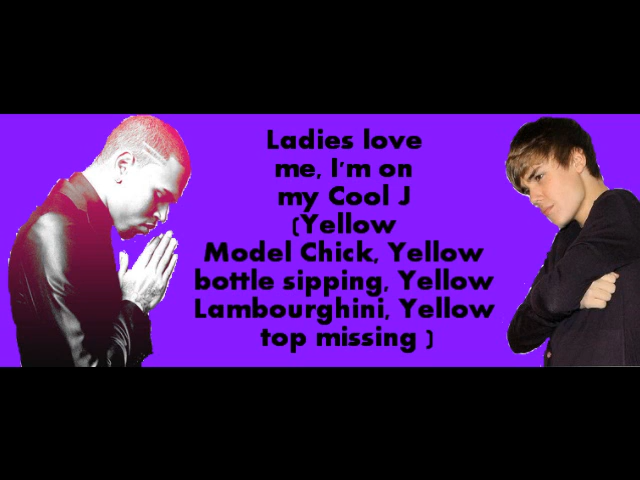 Ladies love
me, I'm on
my Cool J
(Yellow
Model Chick, Yellow
bottle sipping, Yellow
Lambourghini, Yellow
top missing )